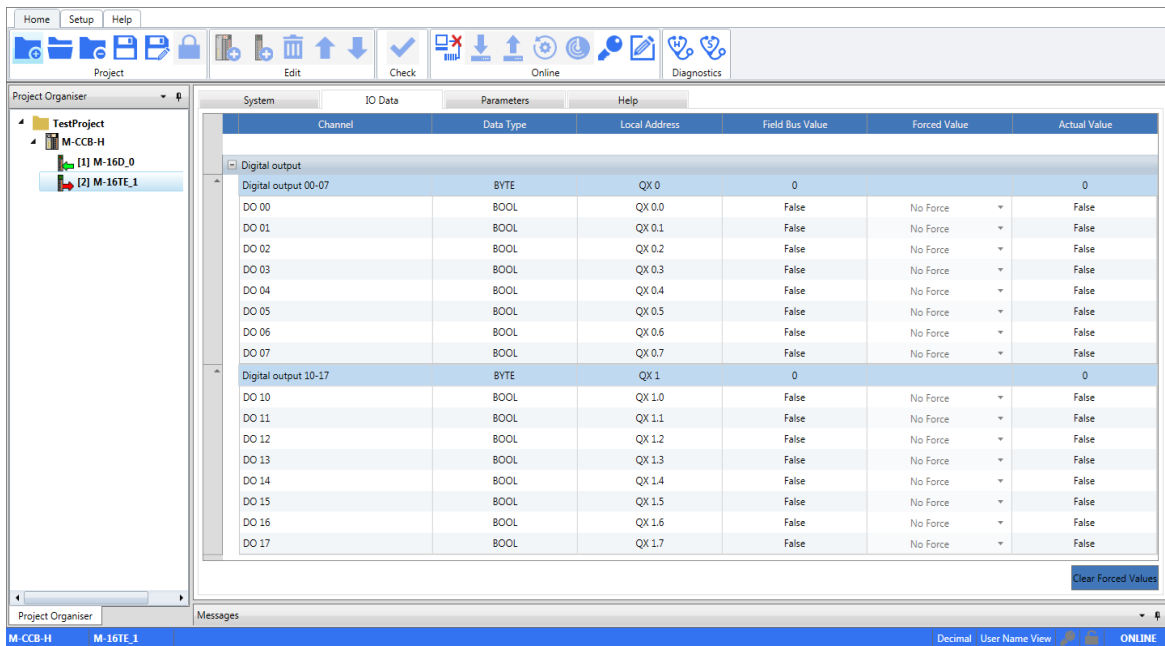 Home Setup Help
Project Edit Check Online Diagnostics
Project Organiser
TestProject
M-CCB-H
[1] M-16D_0
[2] M-16TE_1
System IO Data Parameters Help
Channel Data Type Local Address Field Bus Value Forced Value Actual Value
Digital output
Digital output 00-07 BYTE QX 0 0 0
DO 00 BOOL QX 0.0 False No Force False
DO 01 BOOL QX 0.1 False No Force False
DO 02 BOOL QX 0.2 False No Force False
DO 03 BOOL QX 0.3 False No Force False
DO 04 BOOL QX 0.4 False No Force False
DO 05 BOOL QX 0.5 False No Force False
DO 06 BOOL QX 0.6 False No Force False
DO 07 BOOL QX 0.7 False No Force False
Digital output 10-17 BYTE QX 1 0 0
DO 10 BOOL QX 1.0 False No Force False
DO 11 BOOL QX 1.1 False No Force False
DO 12 BOOL QX 1.2 False No Force False
DO 13 BOOL QX 1.3 False No Force False
DO 14 BOOL QX 1.4 False No Force False
DO 15 BOOL QX 1.5 False No Force False
DO 16 BOOL QX 1.6 False No Force False
DO 17 BOOL QX 1.7 False No Force False
Clear Forced Values
Project Organiser Messages
M-CCB-H M-16TE_1 Decimal User Name View ONLINE